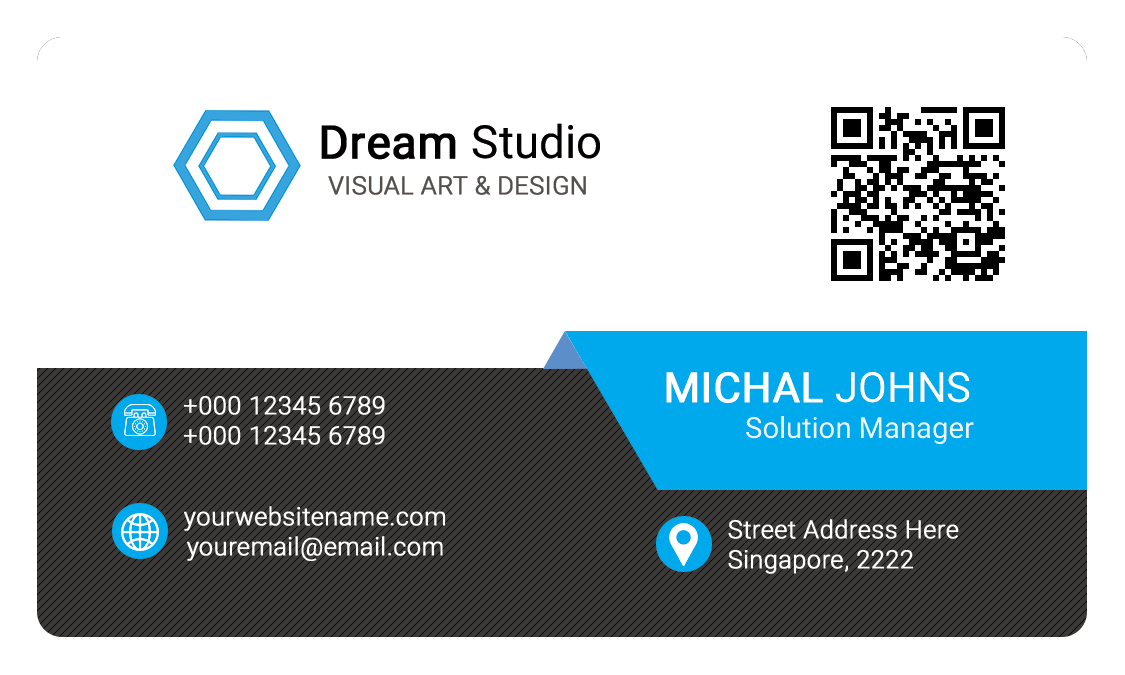 Dream Studio
VISUAL ART & DESIGN
MICHAL JOHNS
Solution Manager
+000 12345 6789
+000 12345 6789
yourwebsitename.com
youremail@email.com
Street Address Here
Singapore, 2222